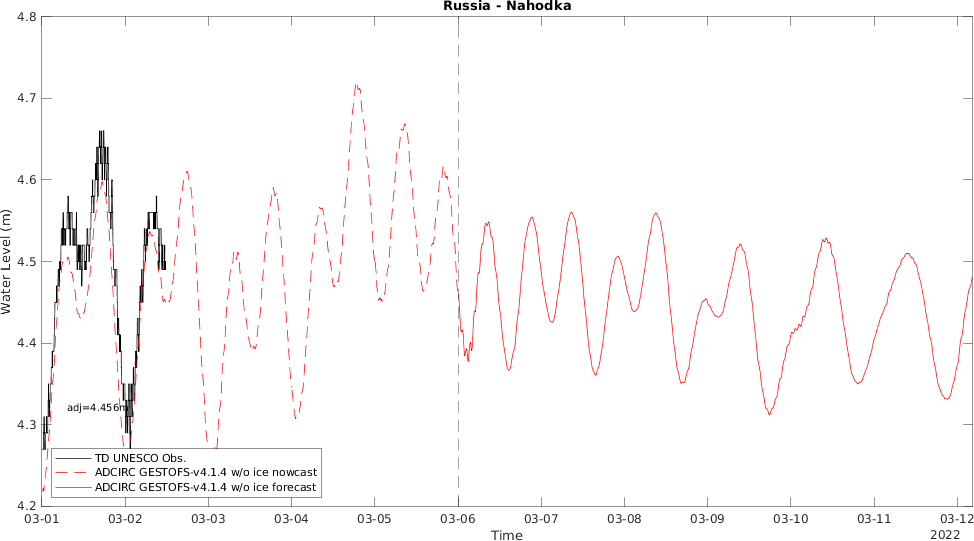 Russia - Nahodka
4.8
4.7
4.6
4.5
4.4
4.3
4.2
Water Level (m)
adj=4.456m
TD UNESCO Obs.
ADCIRC GESTOFS-v4.1.4 w/o ice nowcast
ADCIRC GESTOFS-v4.1.4 w/o ice forecast
03-01 03-02 03-03 03-04 03-05 03-06 03-07 03-08 03-09 03-10 03-11 03-12
Time 2022